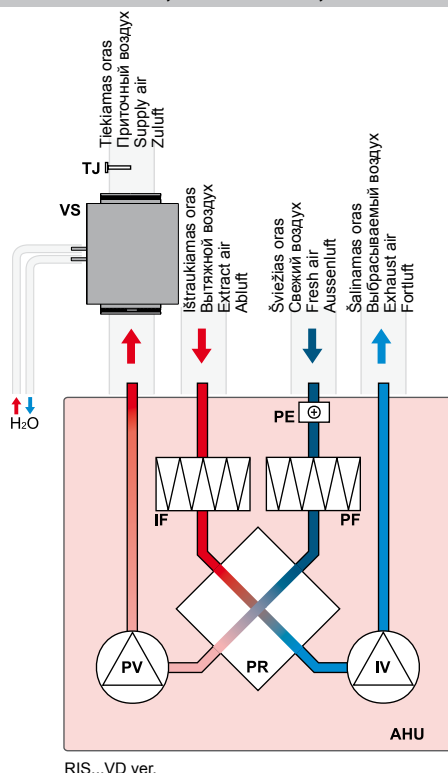 Tiekiamas oras
Приточный воздух
Supply air
Zuluft
TJ
VS
Ištraukiamas oras
Вытяжной воздух
Extract air
Abluft
Šviežias oras
Свежий воздух
Fresh air
Aussenluft
Šalinamas oras
Выбрасываемый воздух
Exhaust air
Fortluft
H₂O
PE
IF
PF
PV
PR
IV
AHU
RIS...VD ver.